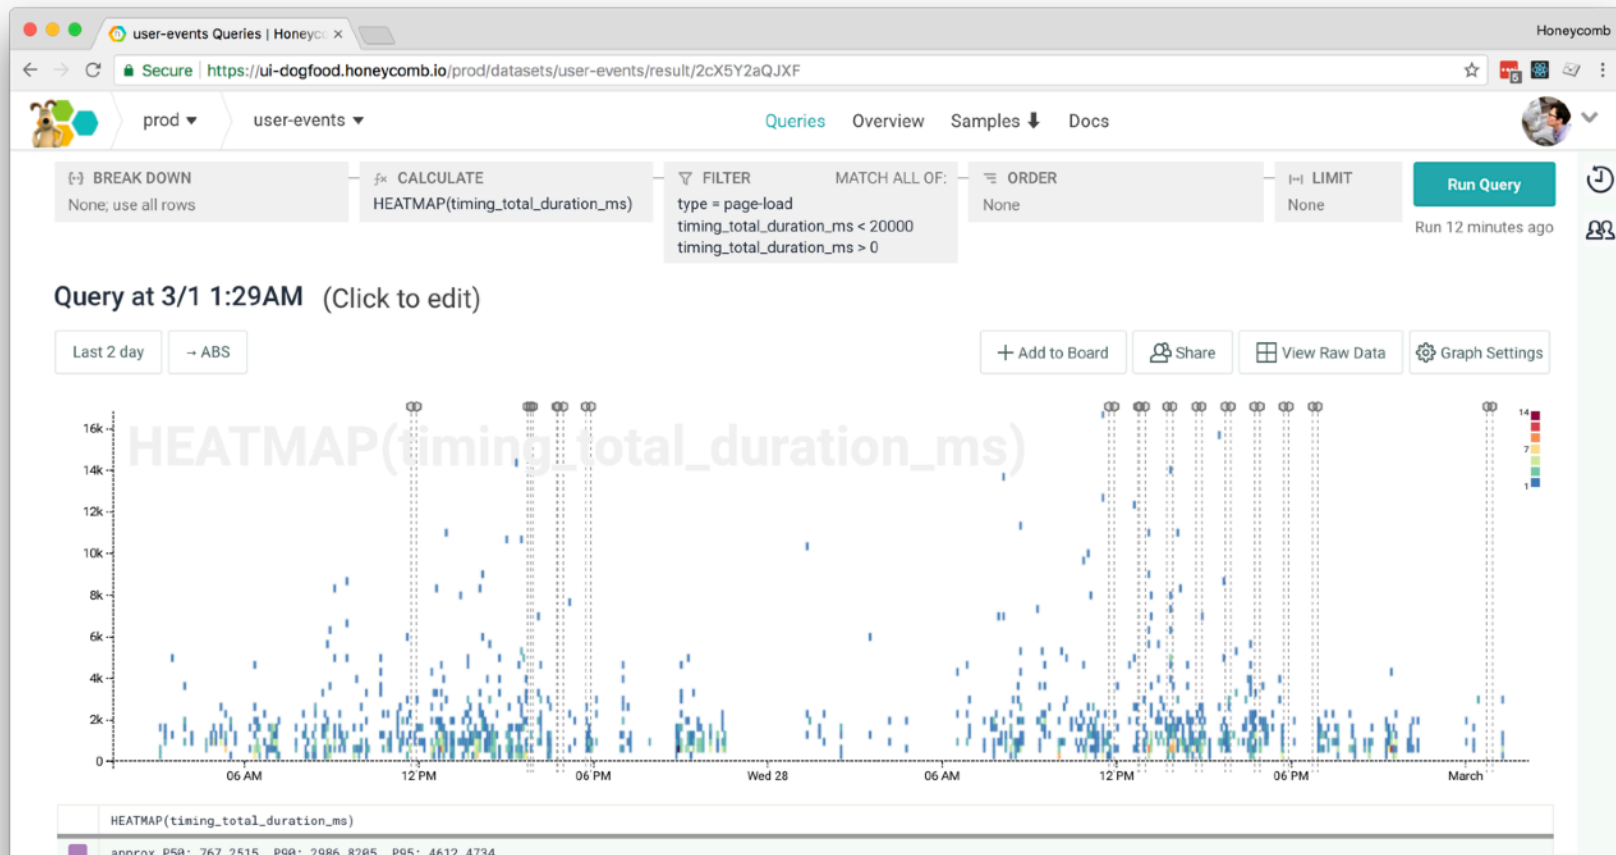 Honeycomb
user-events Queries | Honeyc
Secure | https://ui-dogfood.honeycomb.io/prod/datasets/user-events/result/2cX5Y2aQJXF
5
prod user-events Queries Overview Samples Docs
BREAK DOWN
None; use all rows
CALCULATE
HEATMAP(timing_total_duration_ms)
FILTER MATCH ALL OF:
type = page-load
timing_total_duration_ms < 20000
timing_total_duration_ms > 0
ORDER
None
LIMIT
None
Run Query
Run 12 minutes ago
Query at 3/1 1:29AM (Click to edit)
Last 2 day → ABS + Add to Board Share View Raw Data Graph Settings
HEATMAP(timing_total_duration_ms)
16k
14k
12k
10k
8k
6k
4k
2k
0
14
7
1
06 AM 12 PM 06 PM Wed 28 06 AM 12 PM 06 PM March
HEATMAP(timing_total_duration_ms)
approx P50: 767.2515, P90: 2986.8205, P95: 4612.4734